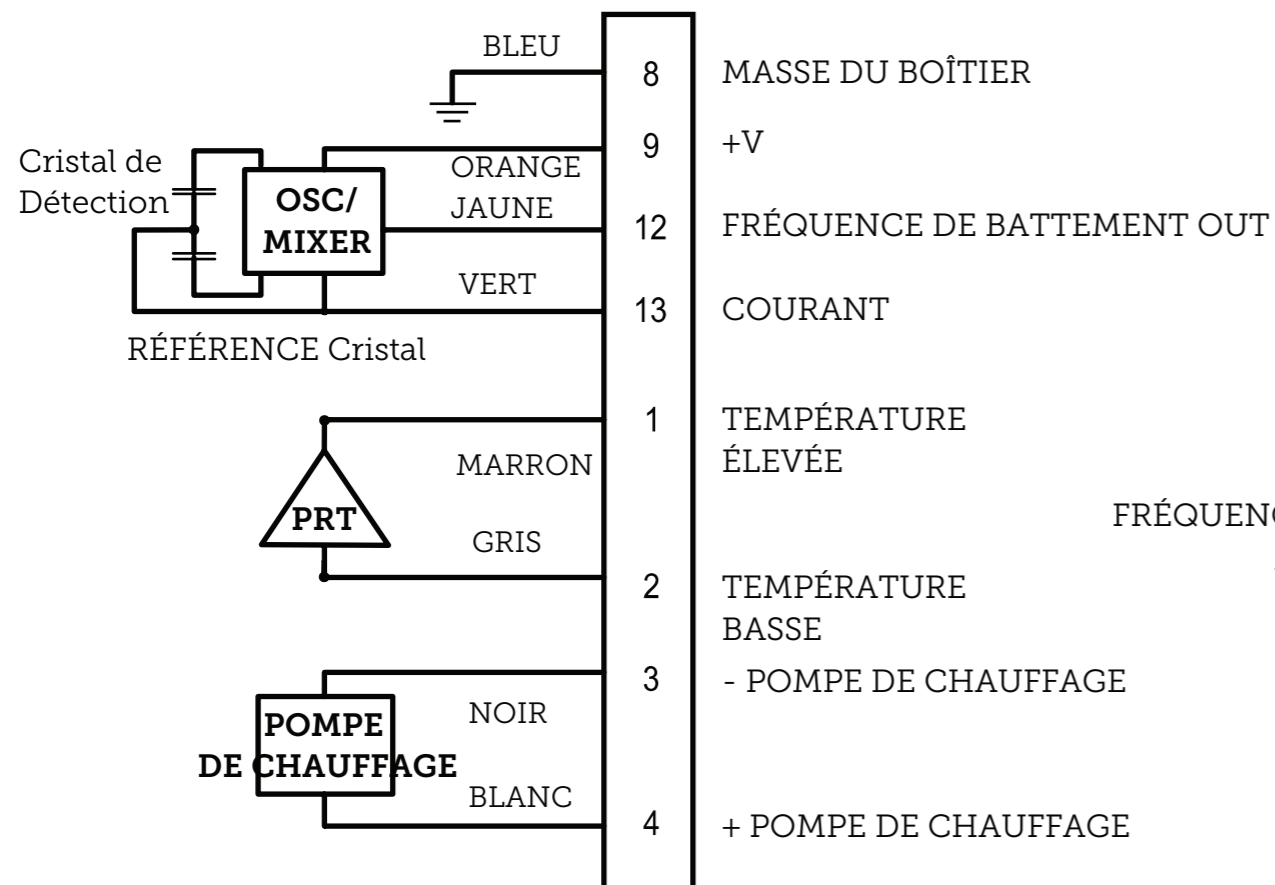 BLEU
8
MASSE DU BOÎTIER
9
+V
Cristal de
Détection
ORANGE
OSC/
MIXER
JAUNE
12
FRÉQUENCE DE BATTEMENT OUT
VERT
13
COURANT
RÉFÉRENCE Cristal
1
TEMPÉRATURE
ÉLEVÉE
MARRON
PRT
GRIS
2
TEMPÉRATURE
BASSE
3
- POMPE DE CHAUFFAGE
NOIR
POMPE
DE CHAUFFAGE
BLANC
4
+ POMPE DE CHAUFFAGE